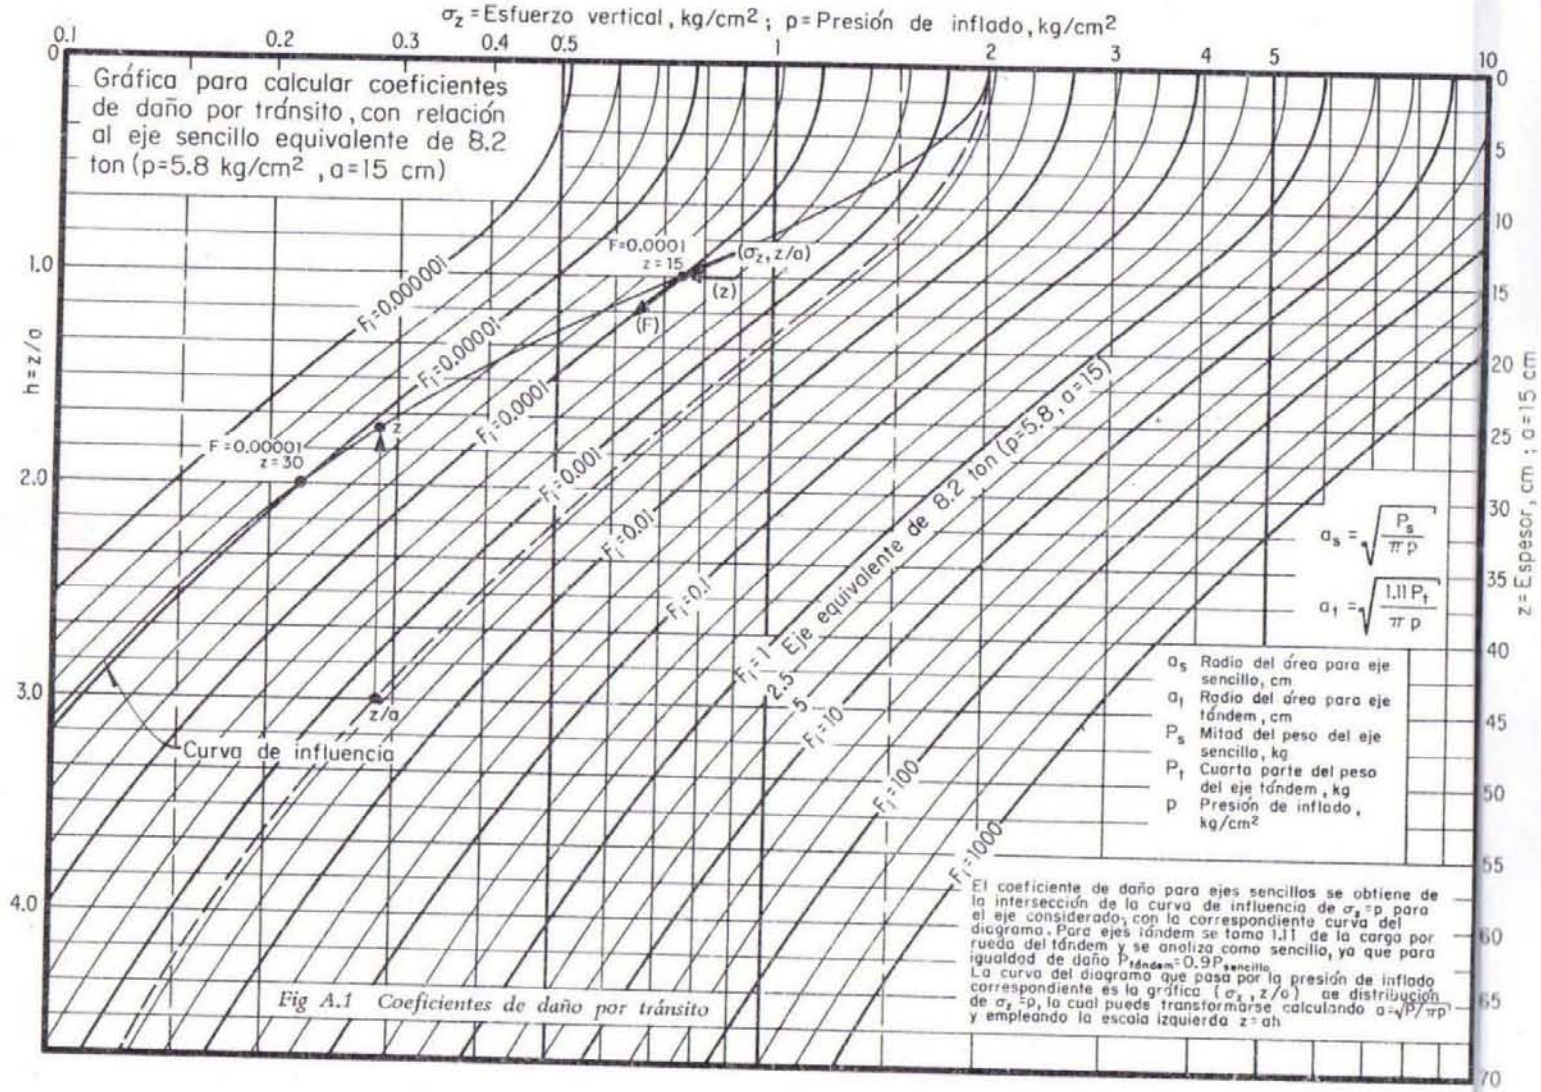 σz = Esfuerzo vertical, kg/cm2 ; p = Presión de inflado, kg/cm2
0.1 0.2 0.3 0.4 0.5 1 2 3 4 5 10
0
Gráfica para calcular coeficientes
de daño por tránsito, con relación
al eje sencillo equivalente de 8.2
ton (p=5.8 kg/cm2 , a=15 cm)
1.0
2.0
3.0
4.0
h = z/a
0
5
10
15
20
25
30
35
40
45
50
55
60
65
70
z = Espesor, cm ; a = 15 cm
F=0.0001
z = 15
(σz, z/a)
(z)
(F)
Fi=0.000001
Fi=0.00001
Fi=0.0001
Fi=0.001
Fi=0.01
Fi=0.1
Fi=1 Eje equivalente de 8.2 ton (p=5.8, a=15)
2.5
5
Fi=10
Fi=100
Fi=1000
z
F=0.00001
z=30
z/a
Curva de influencia
as = √ Ps / π p
at = √ 1.11 Pt / π p
as Radio del área para eje
sencillo, cm
at Radio del área para eje
tándem, cm
Ps Mitad del peso del eje
sencillo, kg
Pt Cuarta parte del peso
del eje tándem, kg
p Presión de inflado,
kg/cm2
El coeficiente de daño para ejes sencillos se obtiene de
la intersección de la curva de influencia de σz=p para
el eje considerado, con la correspondiente curva del
diagrama. Para ejes tándem se toma 1.11 de la carga por
rueda del tándem y se analiza como sencillo, ya que para
igualdad de daño Ptándem=0.9Psencillo
La curva del diagrama que pasa por la presión de inflado
correspondiente es la gráfica (σz, z/a) de distribución
de σz=p, la cual puede transformarse calculando a=√P/πp
y empleando la escala izquierda z=ah
Fig A.1 Coeficientes de daño por tránsito